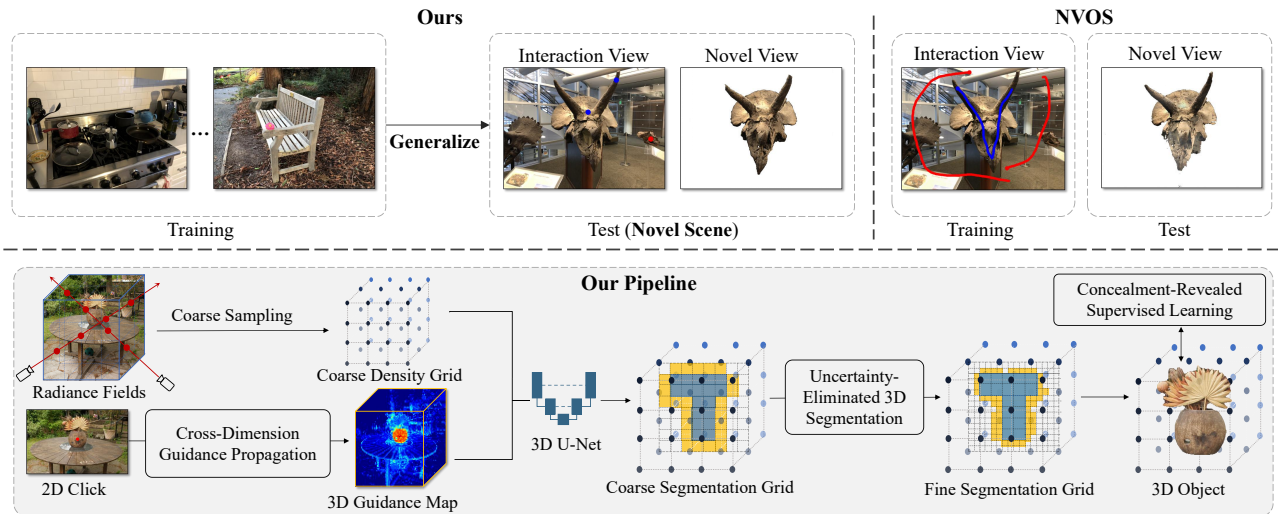 Ours
NVOS
Interaction View
Novel View
Interaction View
Novel View
...
Generalize
Training
Test (Novel Scene)
Training
Test
Our Pipeline
Concealment-Revealed
Supervised Learning
Coarse Sampling
Radiance Fields
Coarse Density Grid
Uncertainty-
Eliminated 3D
Segmentation
Cross-Dimension
Guidance Propagation
3D U-Net
2D Click
3D Guidance Map
Coarse Segmentation Grid
Fine Segmentation Grid
3D Object